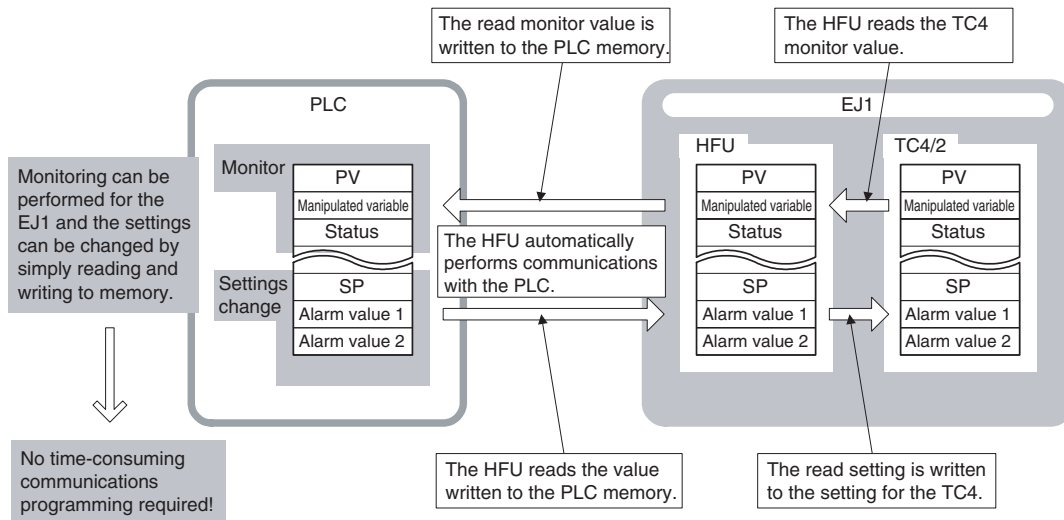 The read monitor value is
written to the PLC memory.
The HFU reads the TC4
monitor value.
PLC
EJ1
Monitoring can be
performed for the
EJ1 and the settings
can be changed by
simply reading and
writing to memory.
Monitor
PV
Manipulated variable
Status
Settings
change
SP
Alarm value 1
Alarm value 2
The HFU automatically
performs communications
with the PLC.
HFU
PV
Manipulated variable
Status
SP
Alarm value 1
Alarm value 2
TC4/2
PV
Manipulated variable
Status
SP
Alarm value 1
Alarm value 2
No time-consuming
communications
programming required!
The HFU reads the value
written to the PLC memory.
The read setting is written
to the setting for the TC4.